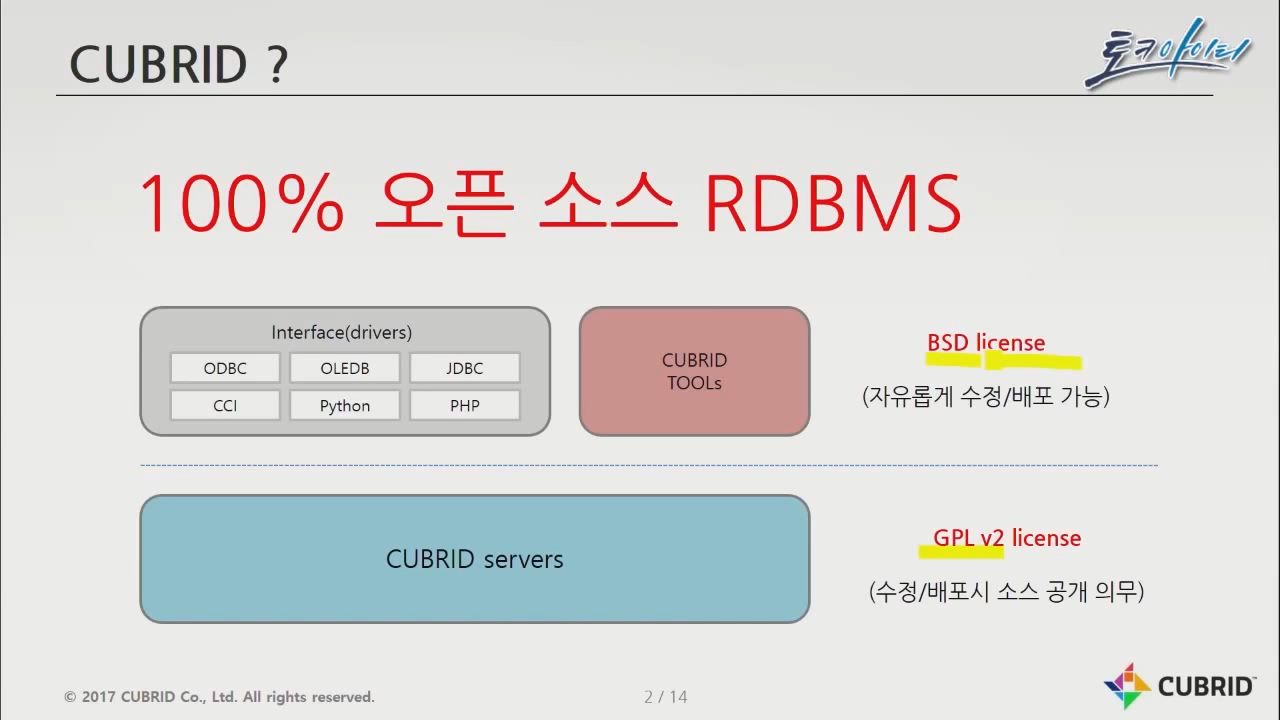 CUBRID ?
토크아이티
100% 오픈 소스 RDBMS
Interface(drivers)
ODBC OLEDB JDBC
CCI Python PHP
CUBRID
TOOLs
BSD license
(자유롭게 수정/배포 가능)
CUBRID servers
GPL v2 license
(수정/배포시 소스 공개 의무)
© 2017 CUBRID Co., Ltd. All rights reserved.
2 / 14
CUBRID™